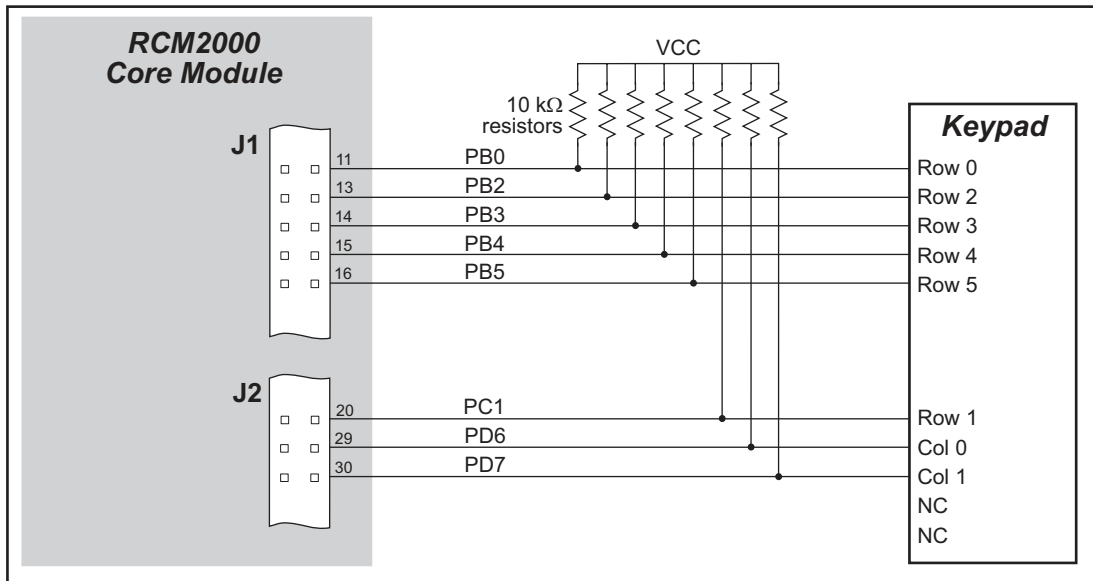 RCM2000
Core Module
VCC
10 kΩ
resistors
Keypad
J1
11 PB0 Row 0
13 PB2 Row 2
14 PB3 Row 3
15 PB4 Row 4
16 PB5 Row 5
J2
20 PC1 Row 1
29 PD6 Col 0
30 PD7 Col 1
NC
NC